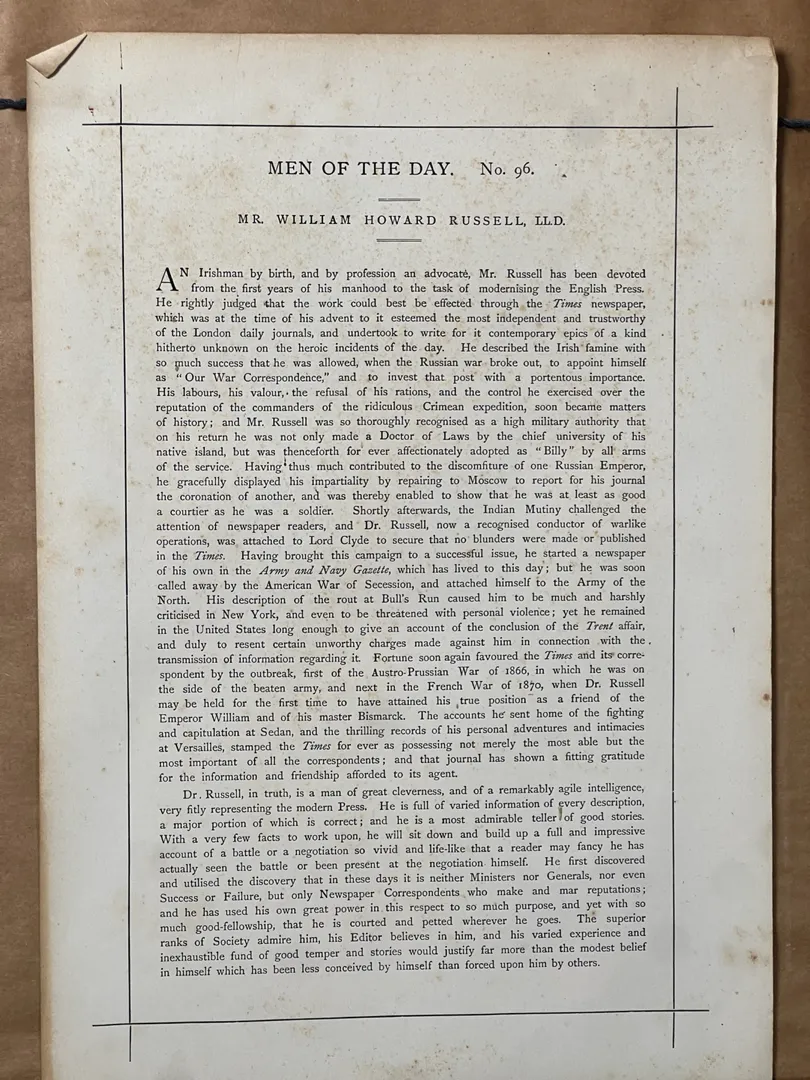 MEN OF THE DAY. No. 96.
MR. WILLIAM HOWARD RUSSELL, LL.D.
AN Irishman by birth, and by profession an advocate, Mr. Russell has been devoted
from the first years of his manhood to the task of modernising the English Press.
He rightly judged that the work could best be effected through the Times newspaper,
which was at the time of his advent to it esteemed the most independent and trustworthy
of the London daily journals, and undertook to write for it contemporary epics of a kind
hitherto unknown on the heroic incidents of the day. He described the Irish famine with
so much success that he was allowed, when the Russian war broke out, to appoint himself
as "Our War Correspondence," and to invest that post with a portentous importance.
His labours, his valour, the refusal of his rations, and the control he exercised over the
reputation of the commanders of the ridiculous Crimean expedition, soon became matters
of history; and Mr. Russell was so thoroughly recognised as a high military authority that
on his return he was not only made a Doctor of Laws by the chief university of his
native island, but was thenceforth for ever affectionately adopted as "Billy" by all arms
of the service. Having thus much contributed to the discomfiture of one Russian Emperor,
he gracefully displayed his impartiality by repairing to Moscow to report for his journal
the coronation of another, and was thereby enabled to show that he was at least as good
a courtier as he was a soldier. Shortly afterwards, the Indian Mutiny challenged the
attention of newspaper readers, and Dr. Russell, now a recognised conductor of warlike
operations, was attached to Lord Clyde to secure that no blunders were made or published
in the Times. Having brought this campaign to a successful issue, he started a newspaper
of his own in the Army and Navy Gazette, which has lived to this day; but he was soon
called away by the American War of Secession, and attached himself to the Army of the
North. His description of the rout at Bull's Run caused him to be much and harshly
criticised in New York, and even to be threatened with personal violence; yet he remained
in the United States long enough to give an account of the conclusion of the Trent affair,
and duly to resent certain unworthy charges made against him in connection with the
transmission of information regarding it. Fortune soon again favoured the Times and its corre-
spondent by the outbreak, first of the Austro-Prussian War of 1866, in which he was on
the side of the beaten army, and next in the French War of 1870, when Dr. Russell
may be held for the first time to have attained his true position as a friend of the
Emperor William and of his master Bismarck. The accounts he sent home of the fighting
and capitulation at Sedan, and the thrilling records of his personal adventures and intimacies
at Versailles, stamped the Times for ever as possessing not merely the most able but the
most important of all the correspondents; and that journal has shown a fitting gratitude
for the information and friendship afforded to its agent.
Dr. Russell, in truth, is a man of great cleverness, and of a remarkably agile intelligence,
very fitly representing the modern Press. He is full of varied information of every description,
a major portion of which is correct; and he is a most admirable teller of good stories.
With a very few facts to work upon, he will sit down and build up a full and impressive
account of a battle or a negotiation so vivid and life-like that a reader may fancy he has
actually seen the battle or been present at the negotiation himself. He first discovered
and utilised the discovery that in these days it is neither Ministers nor Generals, nor even
Success or Failure, but only Newspaper Correspondents who make and mar reputations;
and he has used his own great power in this respect to so much purpose, and yet with so
much good-fellowship, that he is courted and petted wherever he goes. The superior
ranks of Society admire him, his Editor believes in him, and his varied experience and
inexhaustible fund of good temper and stories would justify far more than the modest belief
in himself which has been less conceived by himself than forced upon him by others.